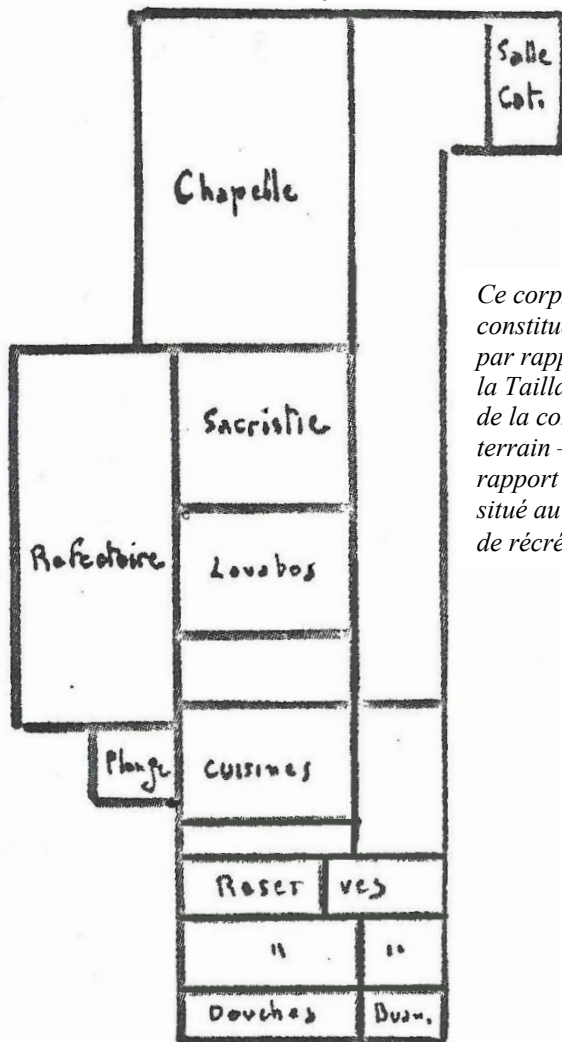 Salle
Cat.
Chapelle
Ce corp
constitu
par rapp
la Tailla
de la co
terrain –
rapport
situé au
de récré
Sacristie
Refectoire
Lavabos
Plonge
Cuisines
Reser ves
" "
Douches Buan.